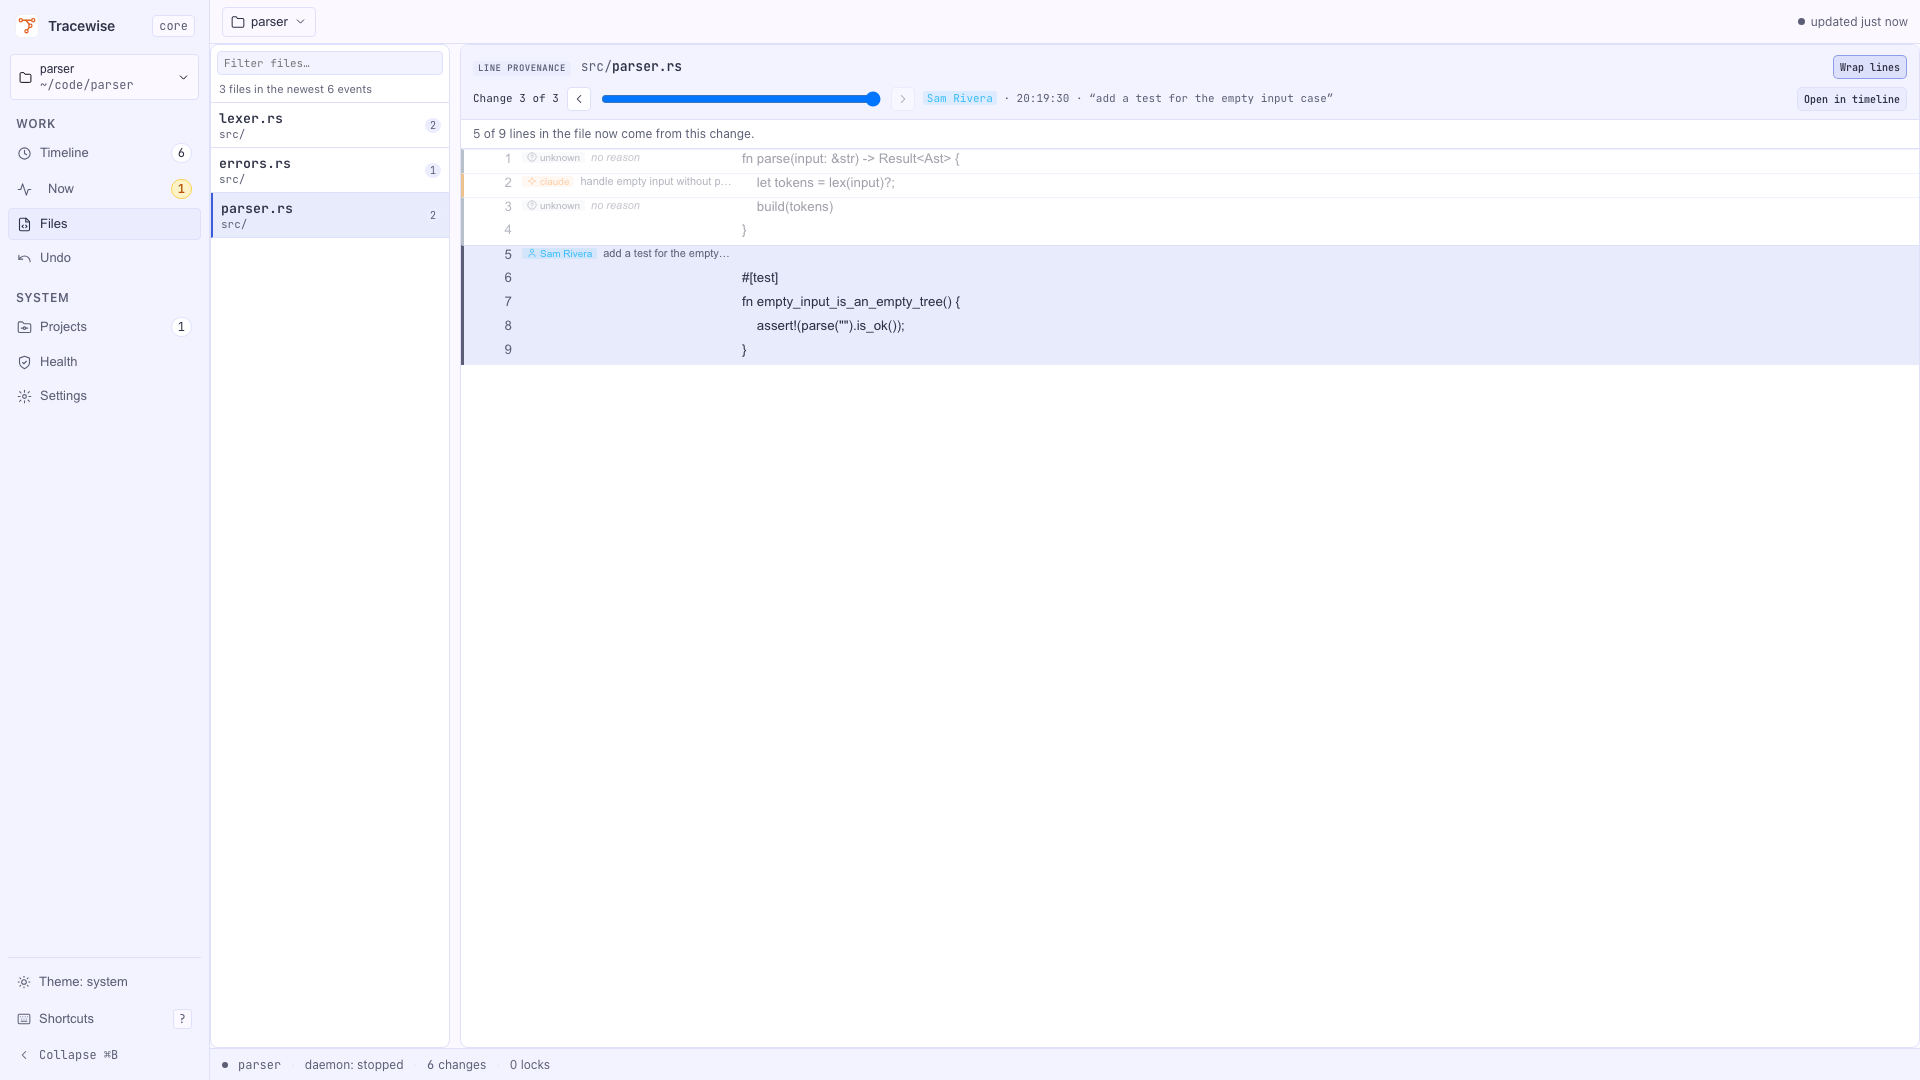 Tracewise core
parser
~/code/parser
WORK
Timeline 6
Now 1
Files
Undo
SYSTEM
Projects 1
Health
Settings
Theme: system
Shortcuts ?
Collapse ⌘B
parser
updated just now
Filter files…
3 files in the newest 6 events
lexer.rs 2
src/
errors.rs 1
src/
parser.rs 2
src/
LINE PROVENANCE src/parser.rs
Wrap lines
Change 3 of 3 Sam Rivera · 20:19:30 · “add a test for the empty input case”
Open in timeline
5 of 9 lines in the file now come from this change.
1 unknown no reason fn parse(input: &str) -> Result<Ast> {
2 claude handle empty input without p… let tokens = lex(input)?;
3 unknown no reason build(tokens)
4 }
5 Sam Rivera add a test for the empty…
6 #[test]
7 fn empty_input_is_an_empty_tree() {
8 assert!(parse("").is_ok());
9 }
parser · daemon: stopped · 6 changes · 0 locks